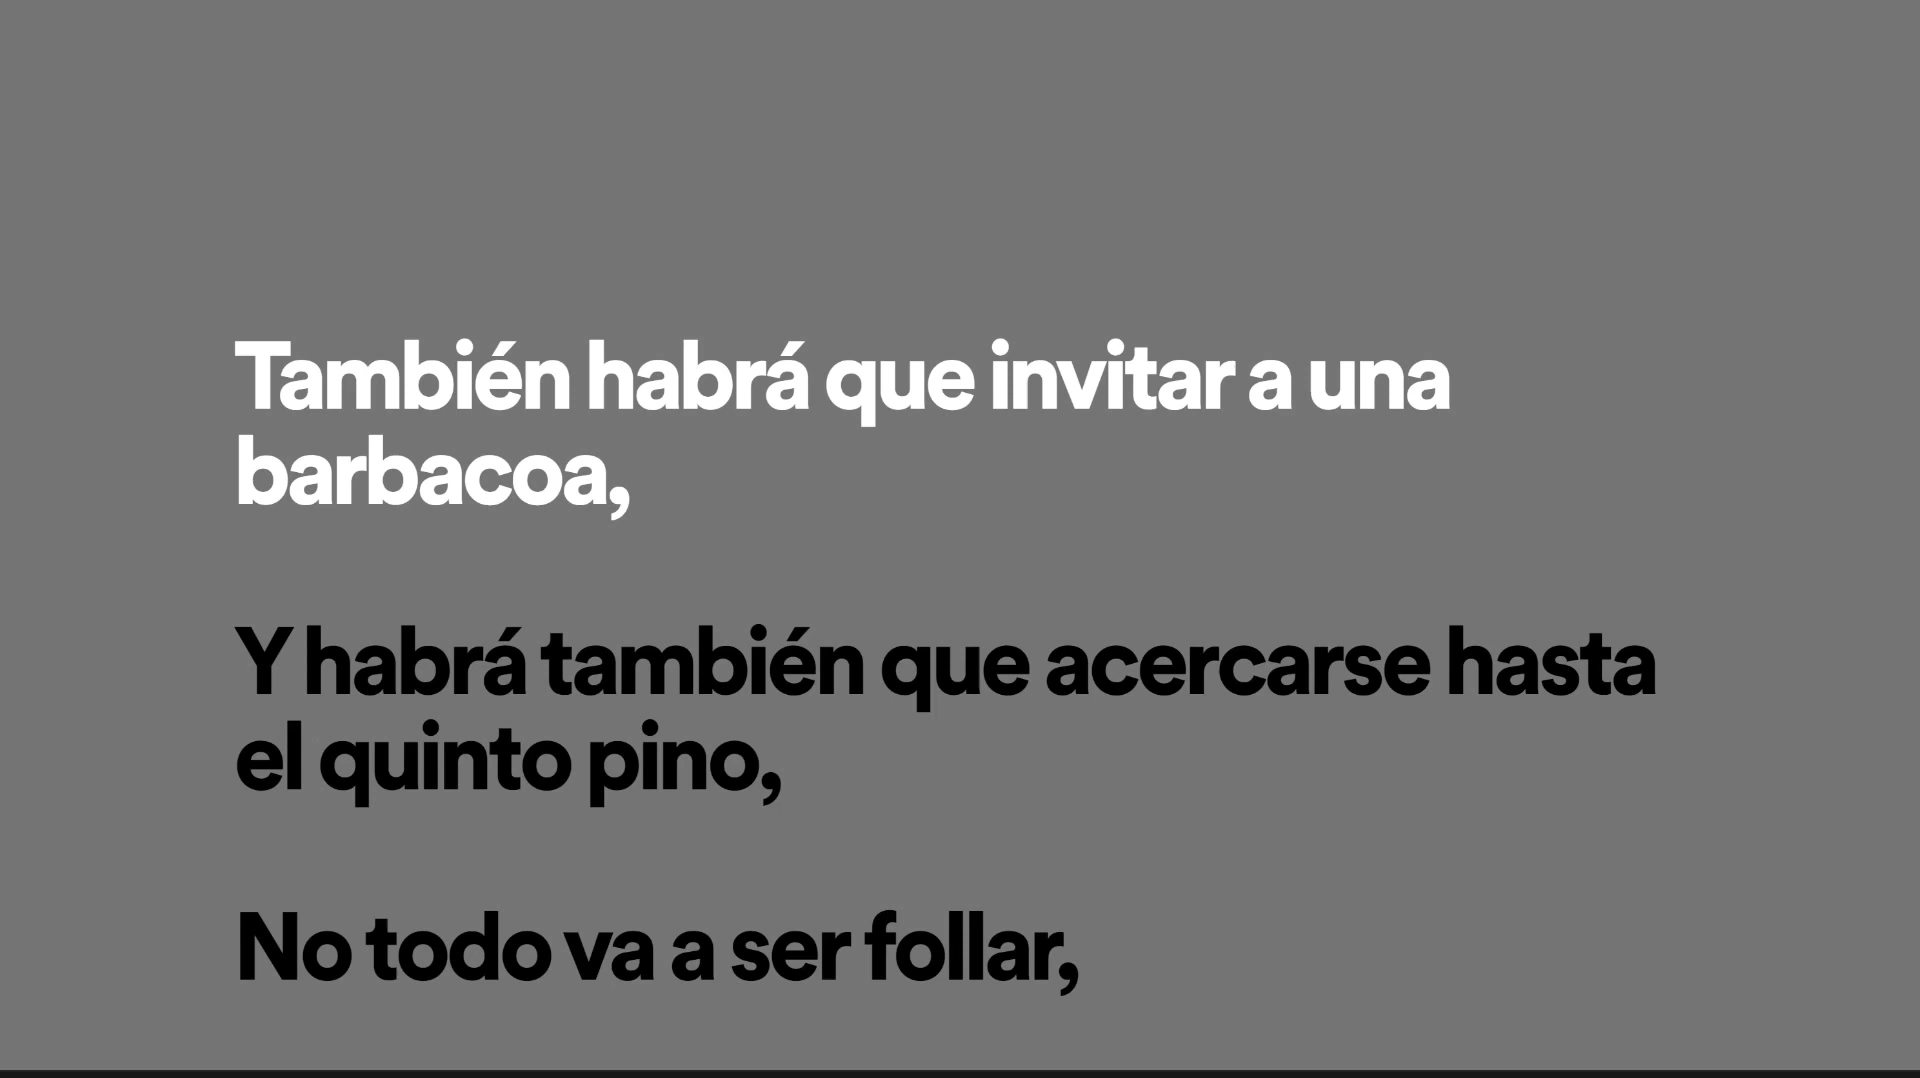 También habrá que invitar a una
barbacoa,
Y habrá también que acercarse hasta
el quinto pino,
No todo va a ser follar,